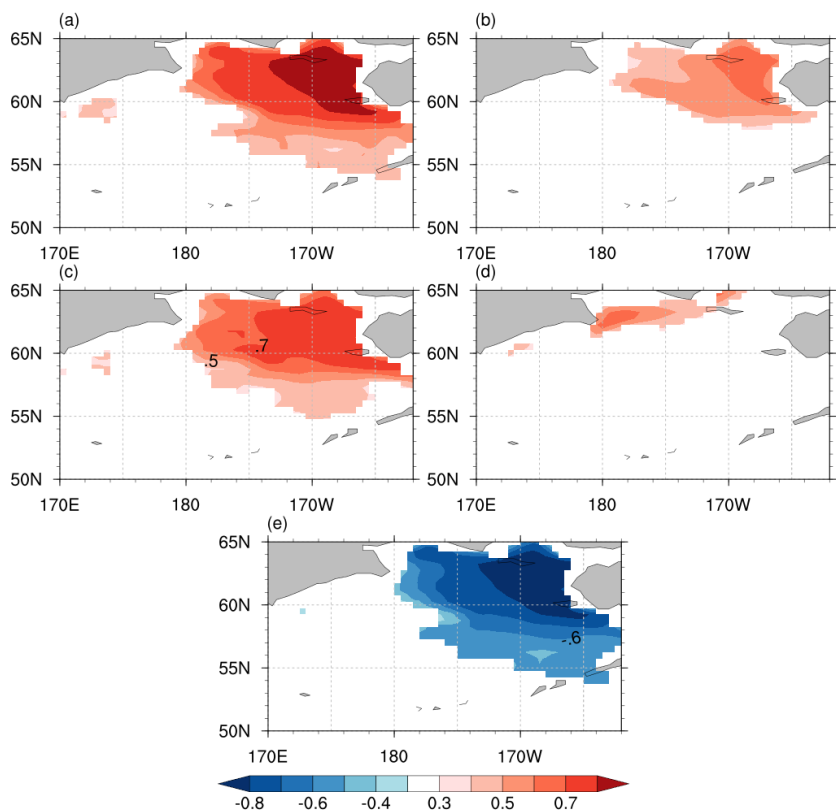 (a) (b)
65N 65N
60N 60N
55N 55N
50N 50N
170E 180 170W 170E 180 170W
(c) (d)
65N 65N
60N .7 60N
.5
55N 55N
50N 50N
170E 180 170W 170E 180 170W
(e)
65N
60N
-.6
55N
50N
170E 180 170W
-0.8 -0.6 -0.4 0.3 0.5 0.7